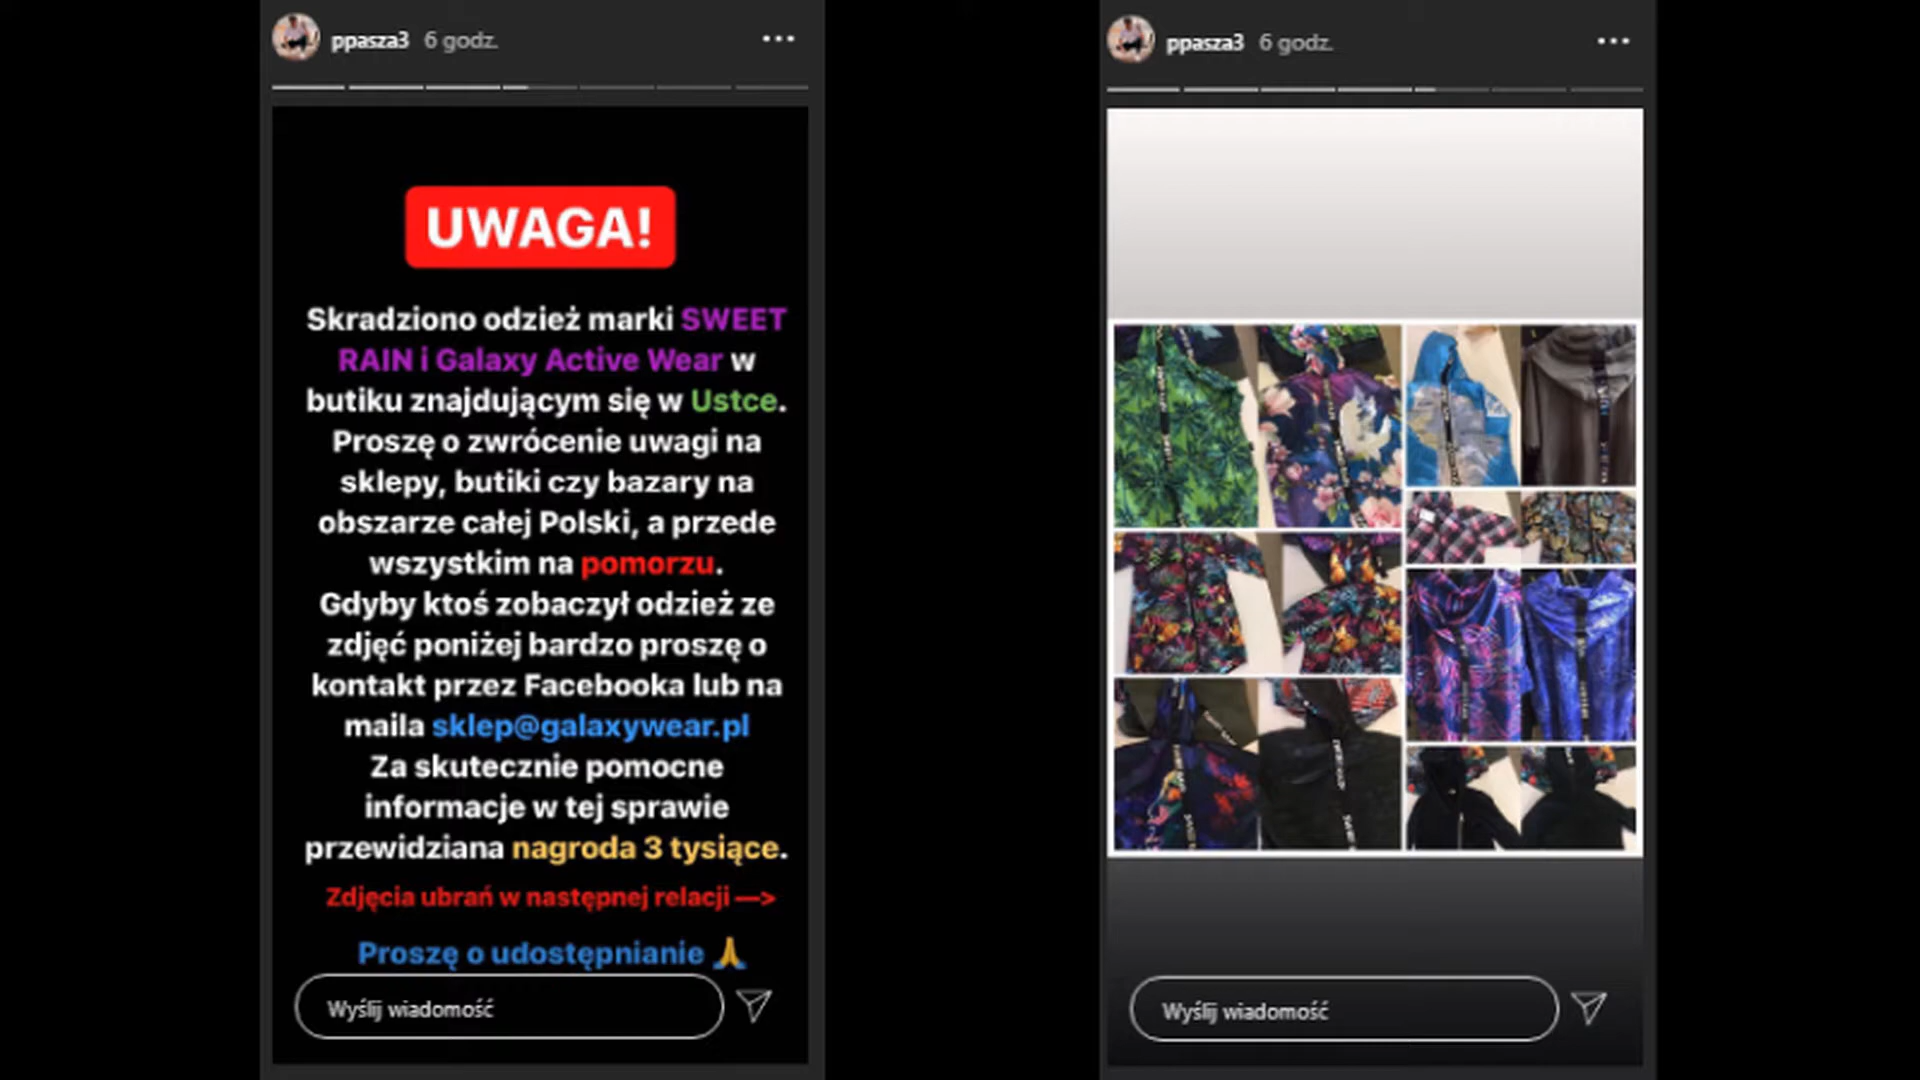 ppasza3 6 godz.
UWAGA!
Skradziono odzież marki SWEET
RAIN i Galaxy Active Wear w
butiku znajdującym się w Ustce.
Proszę o zwrócenie uwagi na
sklepy, butiki czy bazary na
obszarze całej Polski, a przede
wszystkim na pomorzu.
Gdyby ktoś zobaczył odzież ze
zdjęć poniżej bardzo proszę o
kontakt przez Facebooka lub na
maila sklep@galaxywear.pl
Za skutecznie pomocne
informacje w tej sprawie
przewidziana nagroda 3 tysiące.
Zdjęcia ubrań w następnej relacji —>
Proszę o udostępnianie 🙏
Wyślij wiadomość
ppasza3 6 godz.
Wyślij wiadomość